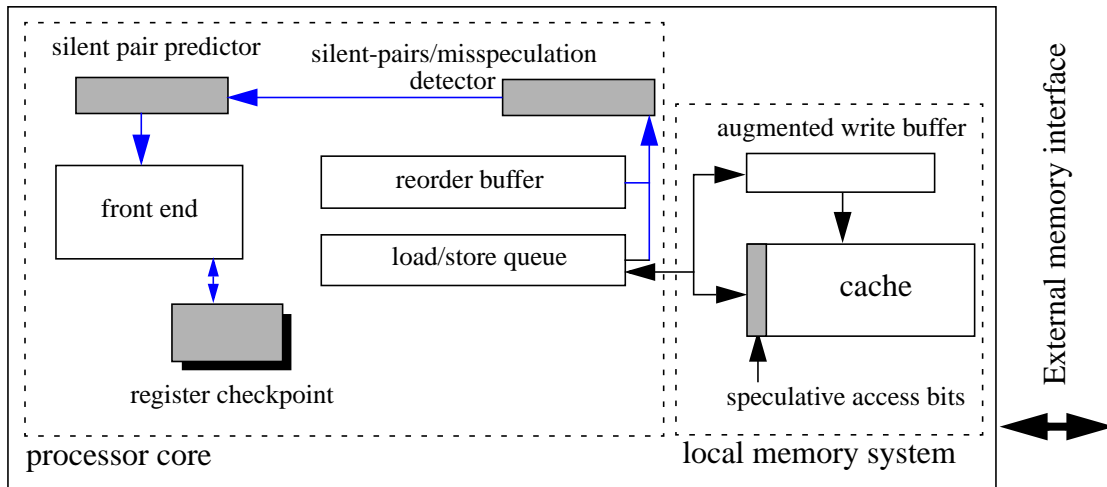 silent pair predictor
silent-pairs/misspeculation
detector
augmented write buffer
reorder buffer
front end
load/store queue
cache
register checkpoint
speculative access bits
processor core
local memory system
External memory interface